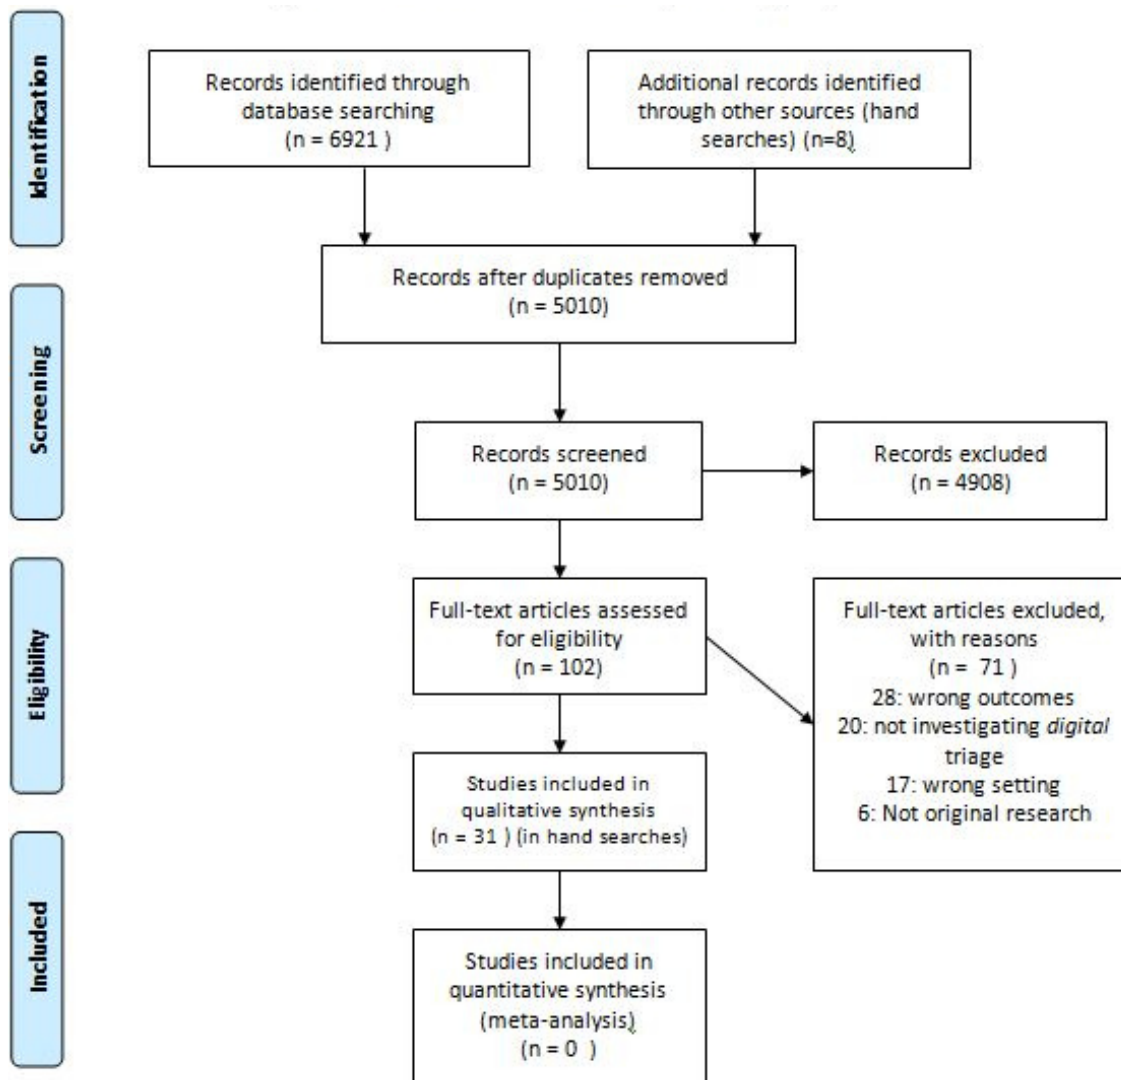 Identification
Records identified through
database searching
(n = 6921 )
Additional records identified
through other sources (hand
searches) (n=8)
Records after duplicates removed
(n = 5010)
Screening
Records screened
(n = 5010)
Records excluded
(n = 4908)
Eligibility
Full-text articles assessed
for eligibility
(n = 102)
Full-text articles excluded,
with reasons
(n = 71 )
28: wrong outcomes
20: not investigating digital
triage
17: wrong setting
6: Not original research
Studies included in
qualitative synthesis
(n = 31 ) (in hand searches)
Included
Studies included in
quantitative synthesis
(meta-analysis)
(n = 0 )